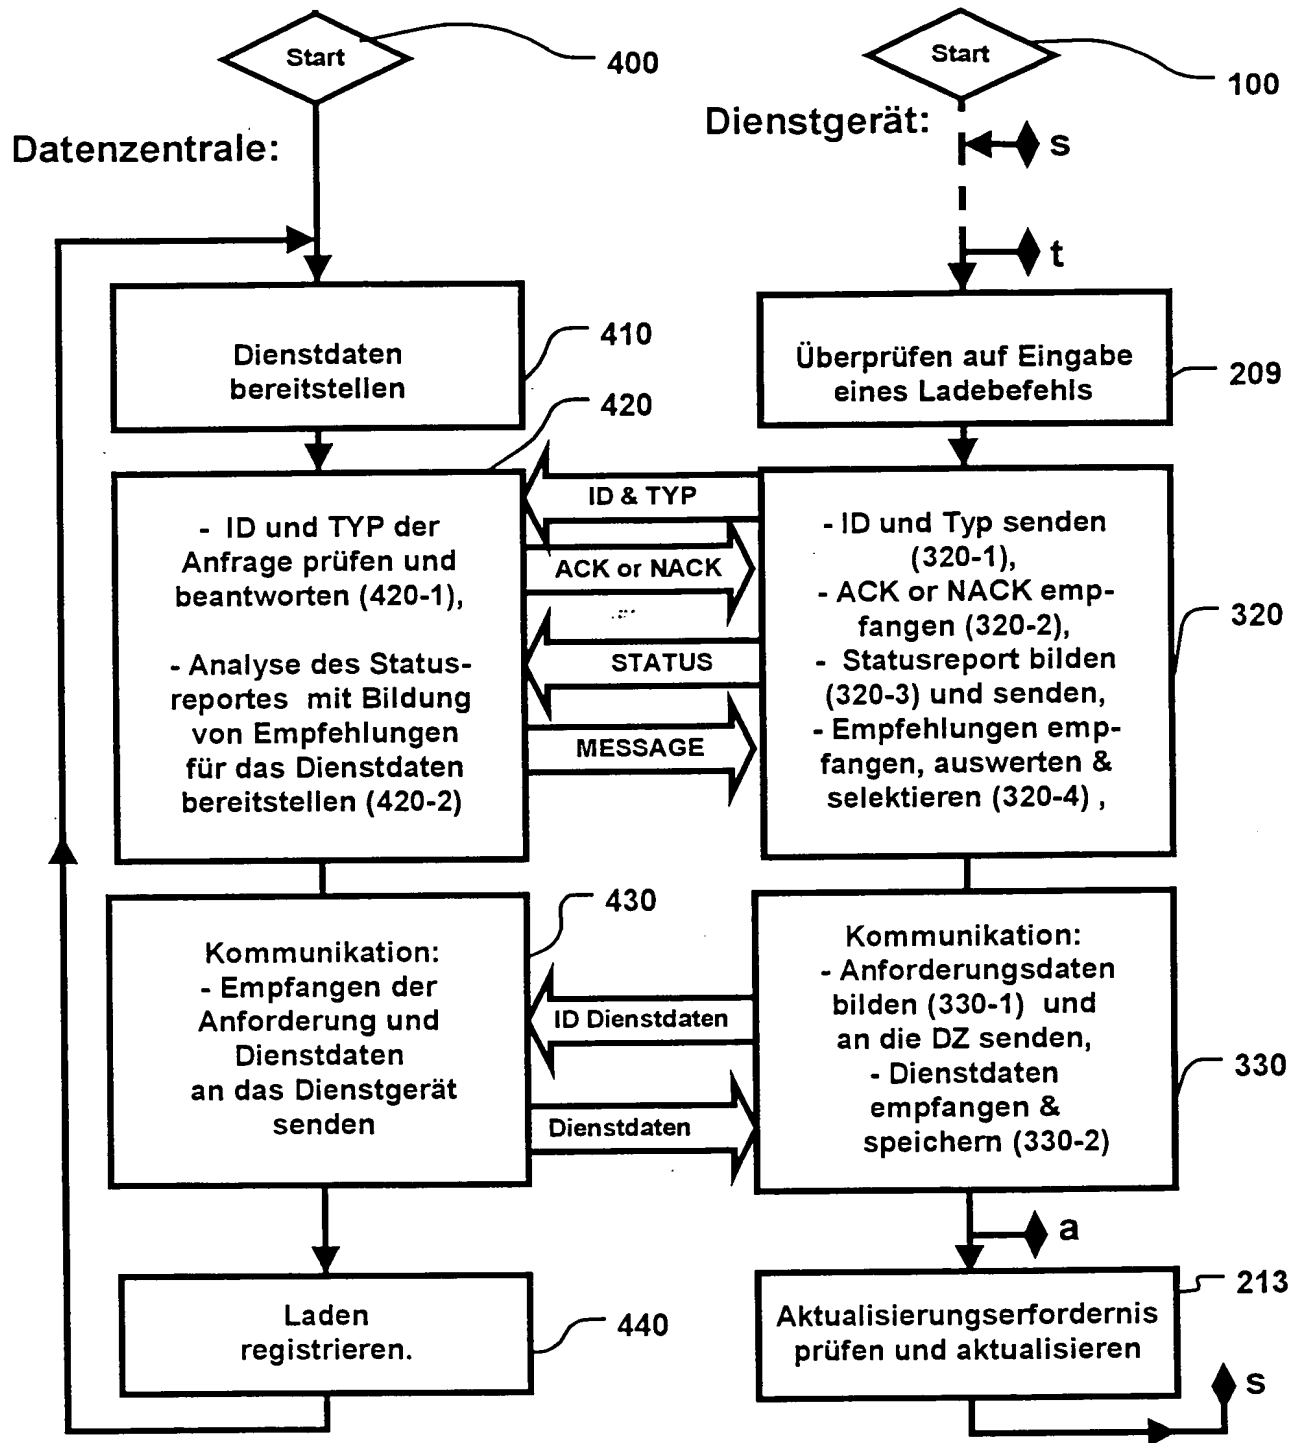 Start
400
Datenzentrale:
Start
100
Dienstgerät:
s
t
Dienstdaten
bereitstellen
410
Überprüfen auf Eingabe
eines Ladebefehls
209
420
- ID und TYP der
Anfrage prüfen und
beantworten (420-1),
- Analyse des Status-
reportes mit Bildung
von Empfehlungen
für das Dienstdaten
bereitstellen (420-2)
ID & TYP
ACK or NACK
STATUS
MESSAGE
- ID und Typ senden
(320-1),
- ACK or NACK emp-
fangen (320-2),
- Statusreport bilden
(320-3) und senden,
- Empfehlungen emp-
fangen, auswerten &
selektieren (320-4) ,
320
430
Kommunikation:
- Empfangen der
Anforderung und
Dienstdaten
an das Dienstgerät
senden
ID Dienstdaten
Dienstdaten
Kommunikation:
- Anforderungsdaten
bilden (330-1) und
an die DZ senden,
- Dienstdaten
empfangen &
speichern (330-2)
330
a
Laden
registrieren.
440
Aktualisierungserfordernis
prüfen und aktualisieren
213
s